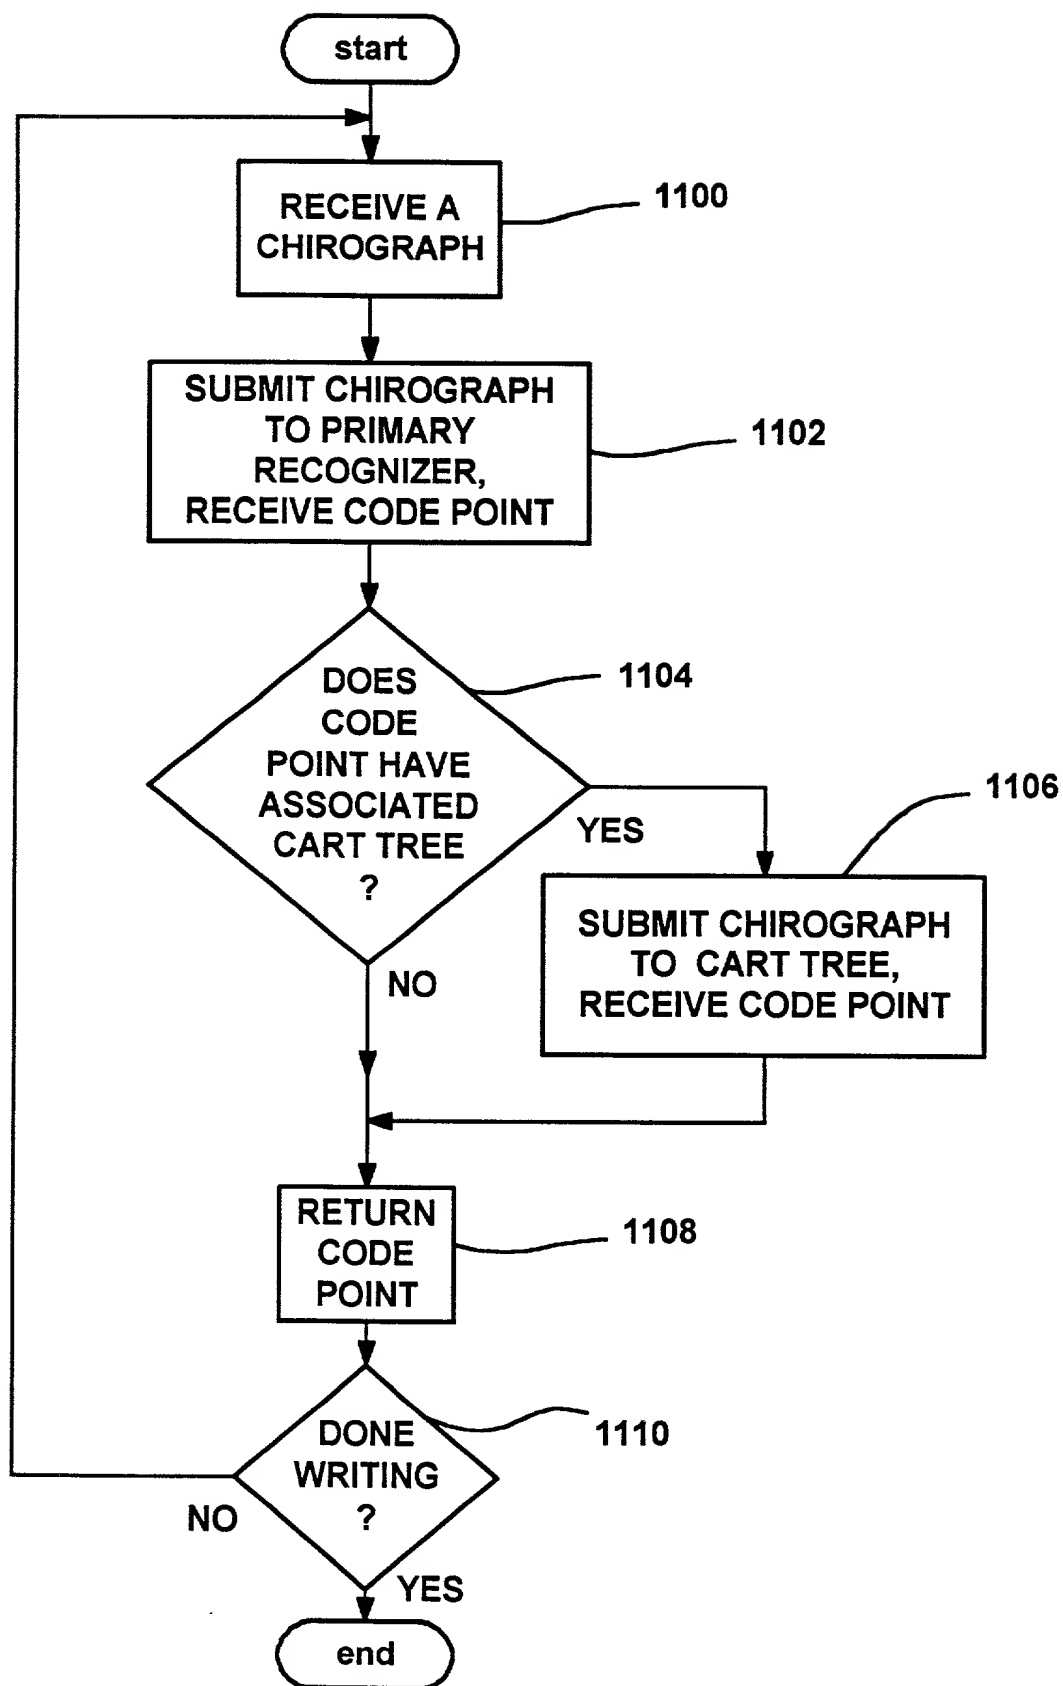 start
RECEIVE A
CHIROGRAPH
1100
SUBMIT CHIROGRAPH
TO PRIMARY
RECOGNIZER,
RECEIVE CODE POINT
1102
DOES
CODE
POINT HAVE
ASSOCIATED
CART TREE
?
1104
YES
1106
SUBMIT CHIROGRAPH
TO CART TREE,
RECEIVE CODE POINT
NO
RETURN
CODE
POINT
1108
DONE
WRITING
?
1110
NO
YES
end